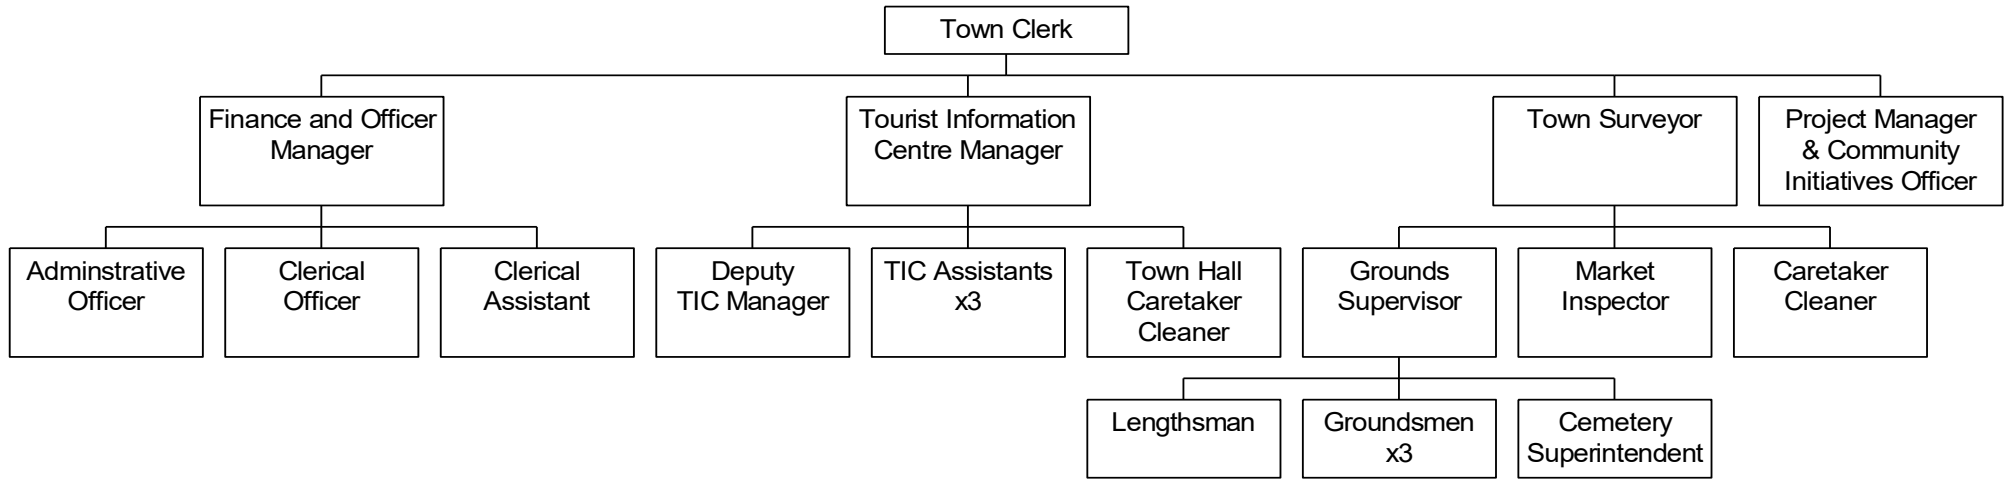 Town Clerk
Finance and Officer
Manager
Tourist Information
Centre Manager
Town Surveyor
Project Manager
& Community
Initiatives Officer
Adminstrative
Officer
Clerical
Officer
Clerical
Assistant
Deputy
TIC Manager
TIC Assistants
x3
Town Hall
Caretaker
Cleaner
Grounds
Supervisor
Market
Inspector
Caretaker
Cleaner
Lengthsman
Groundsmen
x3
Cemetery
Superintendent